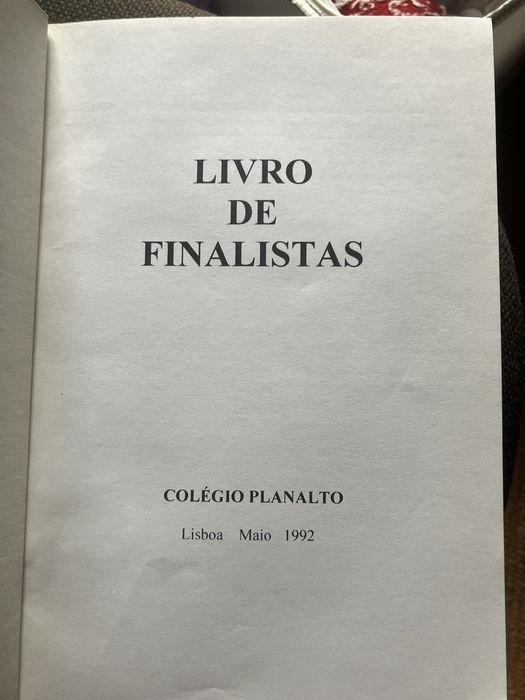 LIVRO
DE
FINALISTAS
COLÉGIO PLANALTO
Lisboa Maio 1992